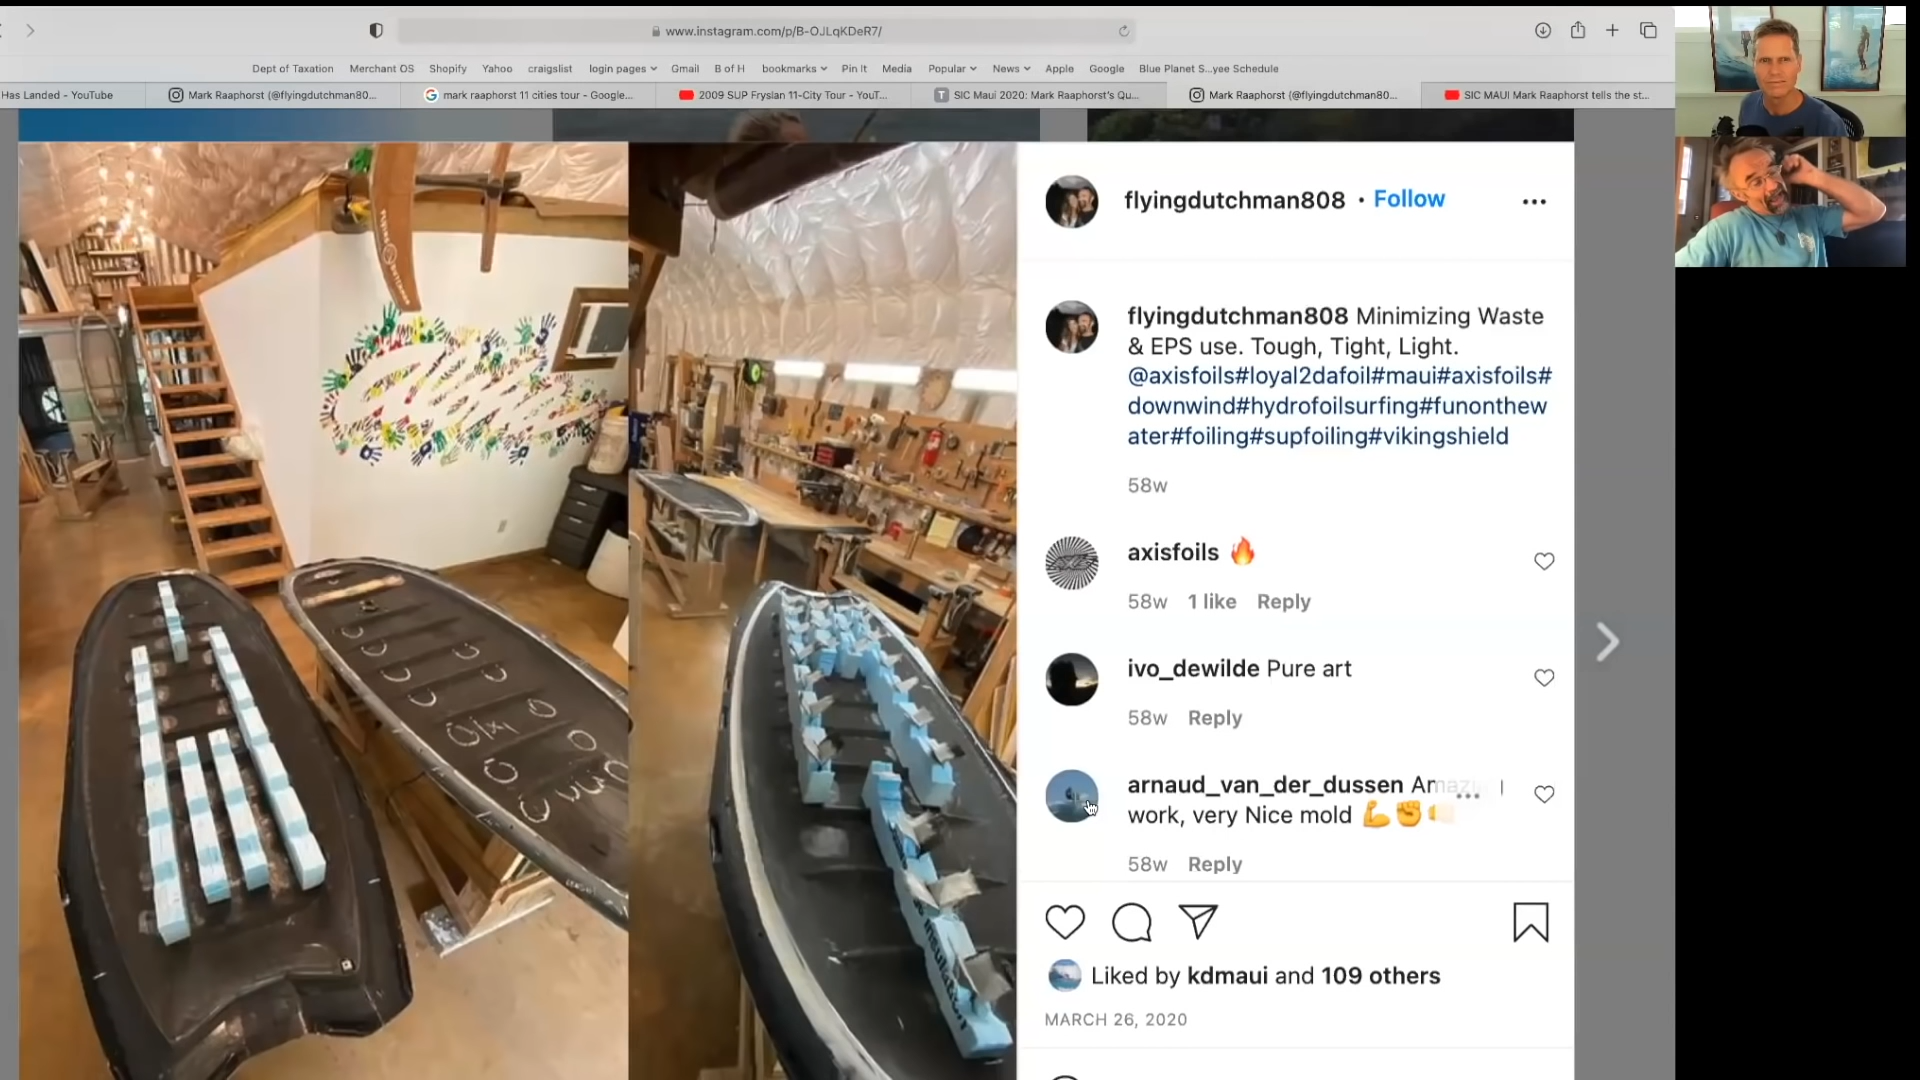 www.instagram.com/p/B-OJLqKDeR7/
Dept of Taxation Merchant OS Shopify Yahoo craigslist login pages Gmail B of H bookmarks Pin It Media Popular News Apple Google Blue Planet S...yee Schedule
Has Landed - YouTube Mark Raaphorst (@flyingdutchman80... mark raaphorst 11 cities tour - Google... 2009 SUP Frysian 11-City Tour - YouT... SIC Maui 2020: Mark Raaphorst's Qu... Mark Raaphorst (@flyingdutchman80... SIC MAUI Mark Raaphorst tells the st...
FLYING DUTCHMAN
flyingdutchman808 • Follow
flyingdutchman808 Minimizing Waste
& EPS use. Tough, Tight, Light.
@axisfoils#loyal2dafoil#maui#axisfoils#
downwind#hydrofoilsurfing#funonthew
ater#foiling#supfoiling#vikingshield
58w
axisfoils 🔥
58w 1 like Reply
ivo_dewilde Pure art
58w Reply
arnaud_van_der_dussen
work, very Nice mold 💪✊
58w Reply
Liked by kdmaui and 109 others
MARCH 26, 2020